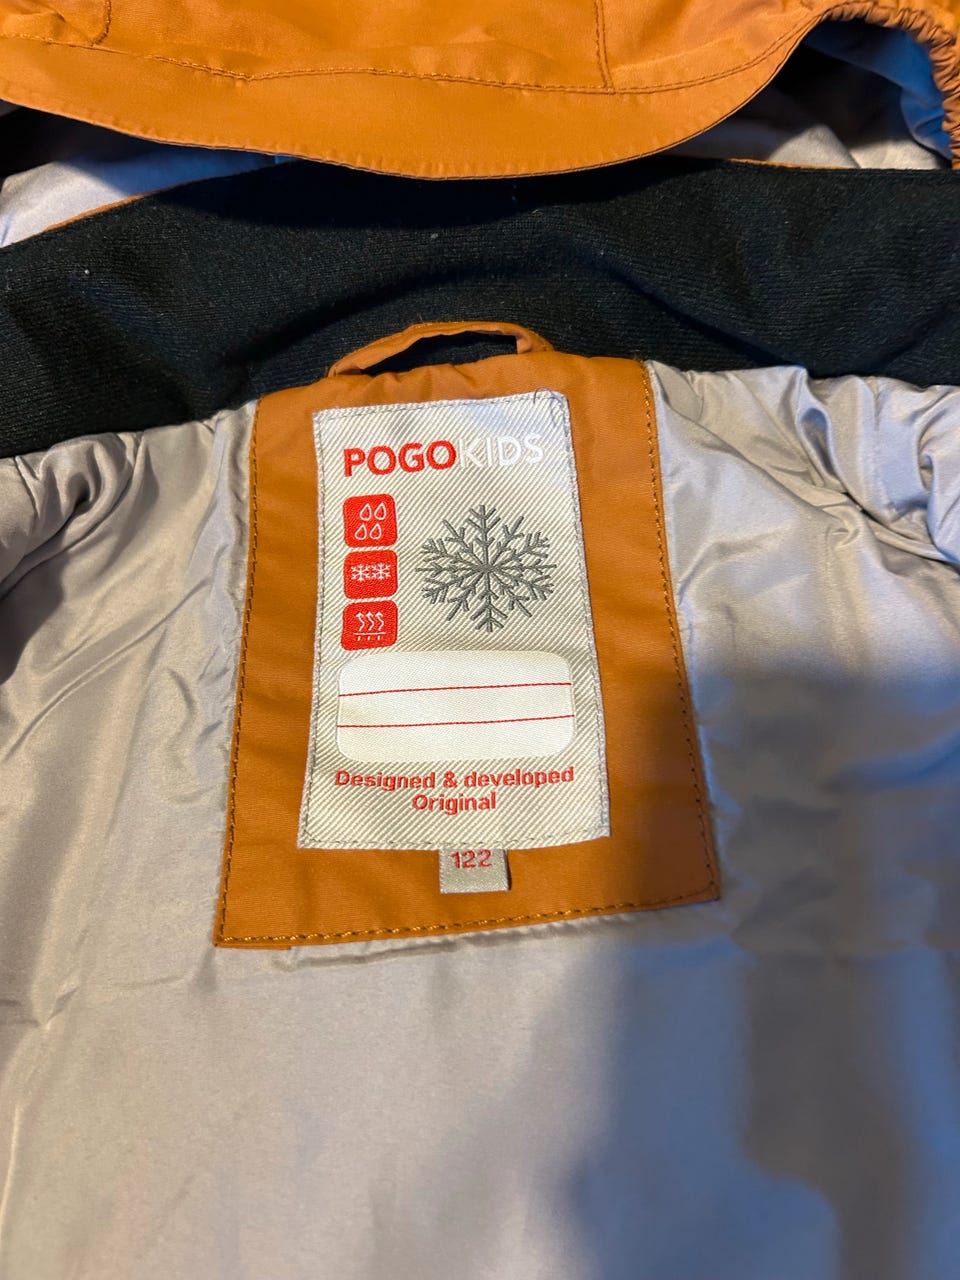 POGOKIDS
Designed & developed
Original
122